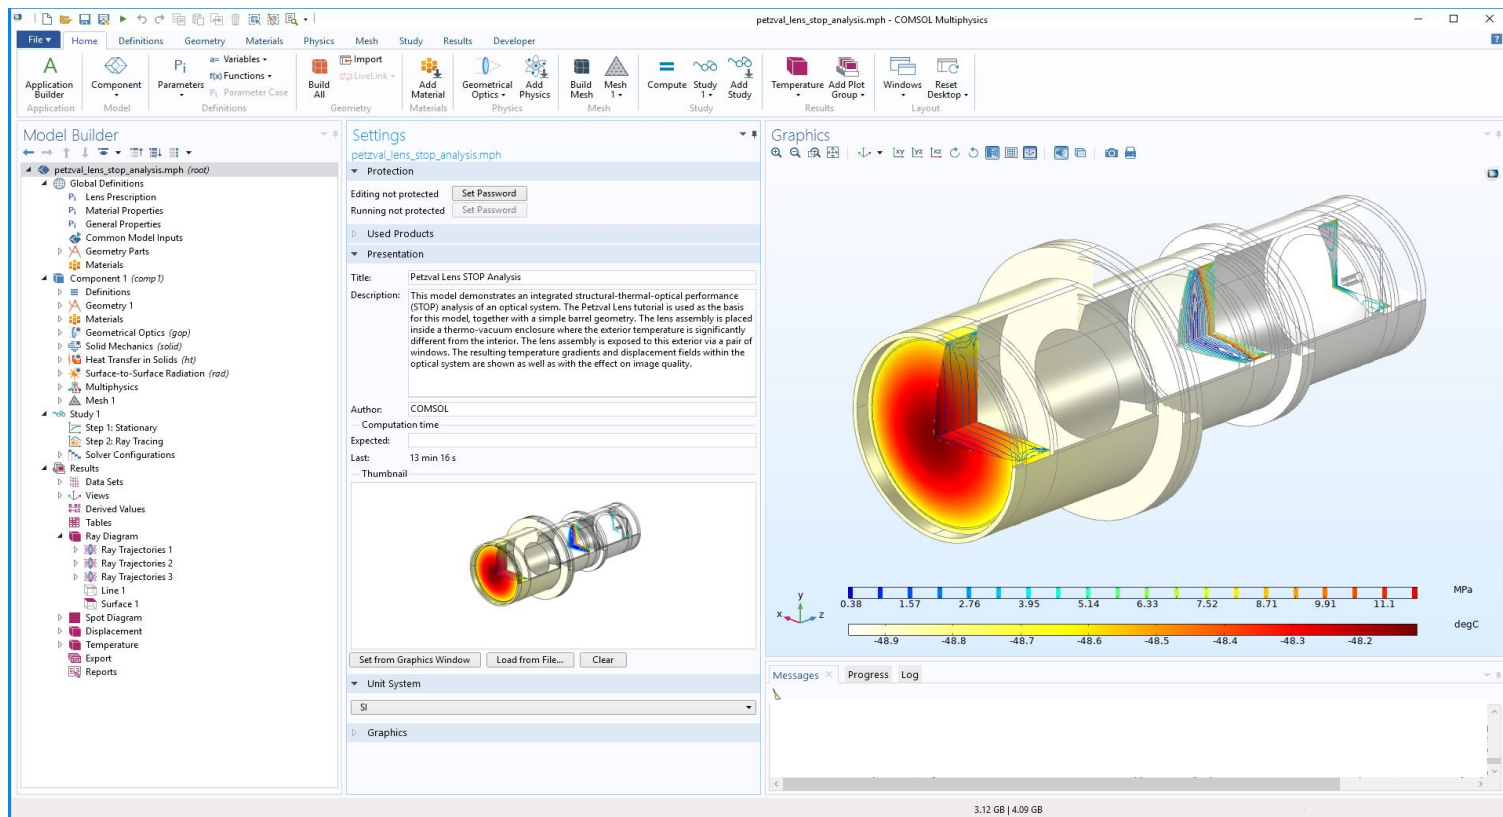 petzval_lens_stop_analysis.mph - COMSOL Multiphysics
File Home Definitions Geometry Materials Physics Mesh Study Results Developer
Application Builder
Application
Component
Model
Parameters
a= Variables
f(x) Functions
Pi Parameter Case
Definitions
Build All
Import
LiveLink
Geometry
Add Material
Materials
Geometrical Optics
Add Physics
Physics
Build Mesh
Mesh 1
Mesh
Compute
Study 1
Add Study
Study
Temperature
Add Plot Group
Results
Windows
Reset Desktop
Layout
Model Builder
petzval_lens_stop_analysis.mph (root)
Global Definitions
Pi Lens Prescription
Pi Material Properties
Pi General Properties
Common Model Inputs
Geometry Parts
Materials
Component 1 (comp1)
Definitions
Geometry 1
Materials
Geometrical Optics (gop)
Solid Mechanics (solid)
Heat Transfer in Solids (ht)
Surface-to-Surface Radiation (rad)
Multiphysics
Mesh 1
Study 1
Step 1: Stationary
Step 2: Ray Tracing
Solver Configurations
Results
Data Sets
Views
Derived Values
Tables
Ray Diagram
Ray Trajectories 1
Ray Trajectories 2
Ray Trajectories 3
Line 1
Surface 1
Spot Diagram
Displacement
Temperature
Export
Reports
Settings
petzval_lens_stop_analysis.mph
Protection
Editing not protected Set Password
Running not protected Set Password
Used Products
Presentation
Title: Petzval Lens STOP Analysis
Description: This model demonstrates an integrated structural-thermal-optical performance
(STOP) analysis of an optical system. The Petzval Lens tutorial is used as the basis
for this model, together with a simple barrel geometry. The lens assembly is placed
inside a thermo-vacuum enclosure where the exterior temperature is significantly
different from the interior. The lens assembly is exposed to this exterior via a pair of
windows. The resulting temperature gradients and displacement fields within the
optical system are shown as well as with the effect on image quality.
Author: COMSOL
Computation time
Expected:
Last: 13 min 16 s
Thumbnail
Set from Graphics Window Load from File... Clear
Unit System
SI
Graphics
Graphics
xy yz xz
y
x z
0.38 1.57 2.76 3.95 5.14 6.33 7.52 8.71 9.91 11.1 MPa
-48.9 -48.8 -48.7 -48.6 -48.5 -48.4 -48.3 -48.2 degC
Messages Progress Log
3.12 GB | 4.09 GB